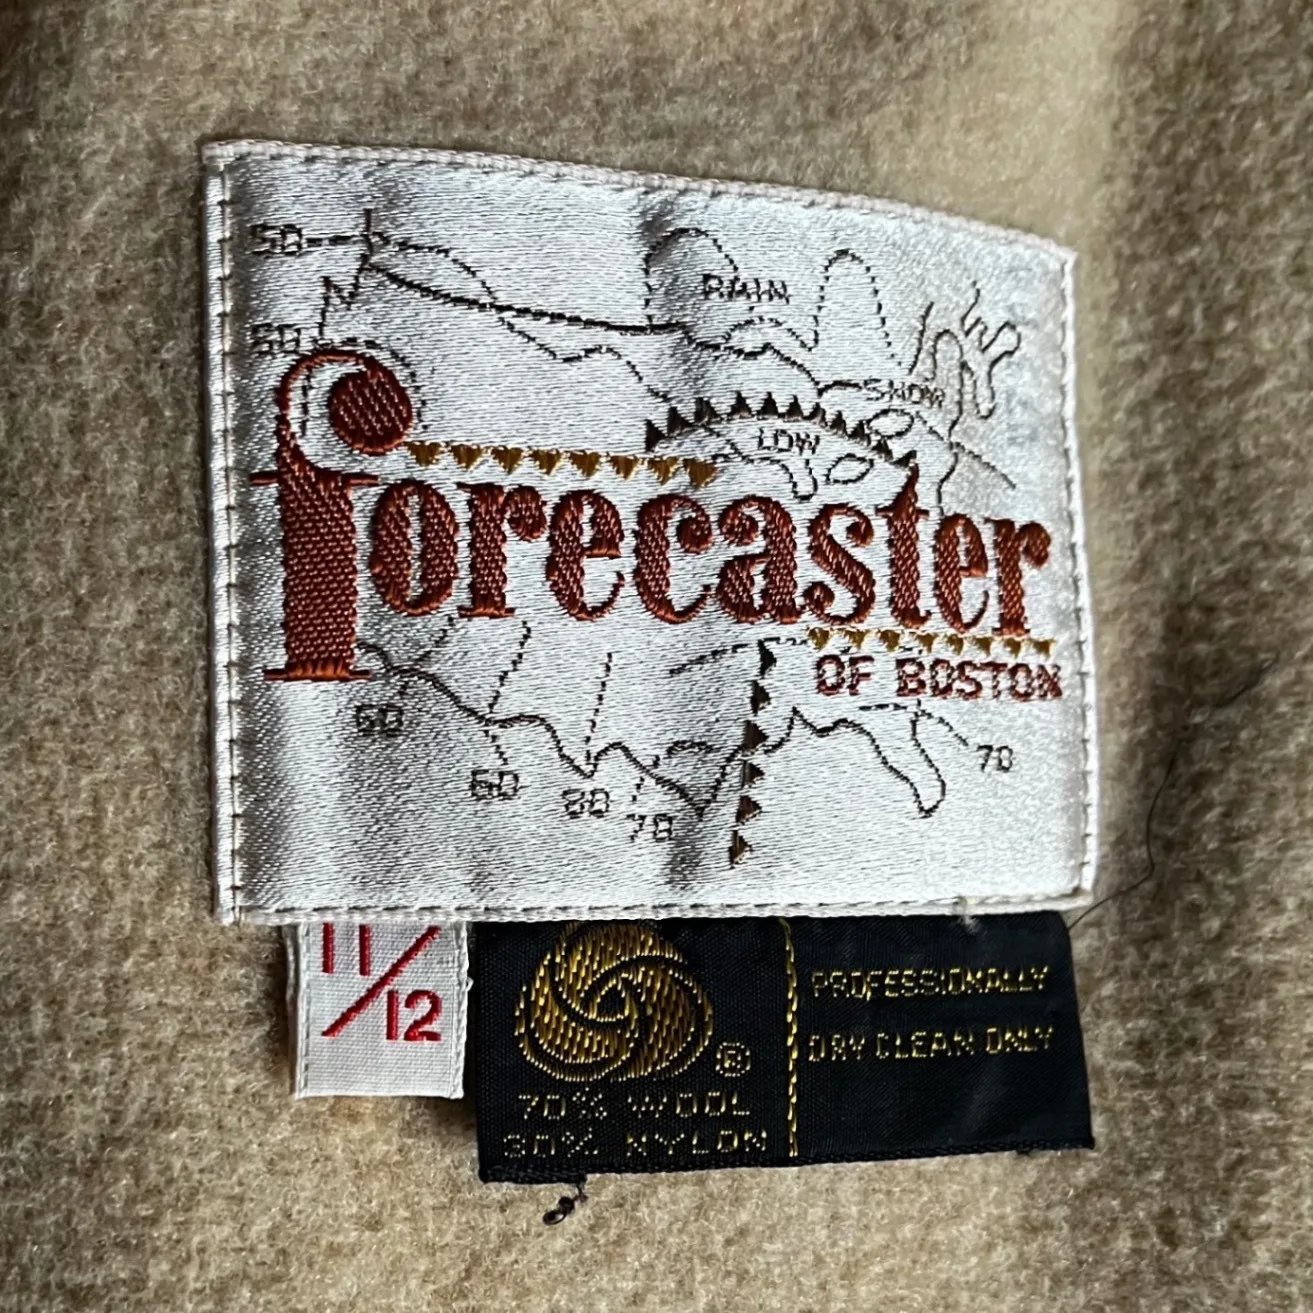 50
RAIN
50
SNOW
LOW
forecaster
OF BOSTON
60
60
80
70
70
11/12
®
70% WOOL
30% NYLON
PROFESSIONALLY
DRY CLEAN ONLY